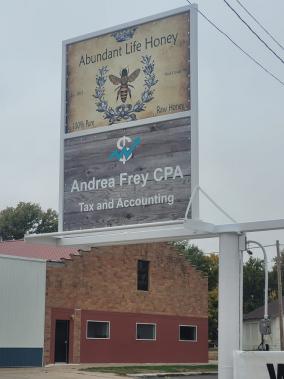 Abundant Life Honey
100% Pure
Raw Honey
$
Andrea Frey CPA
Tax and Accounting